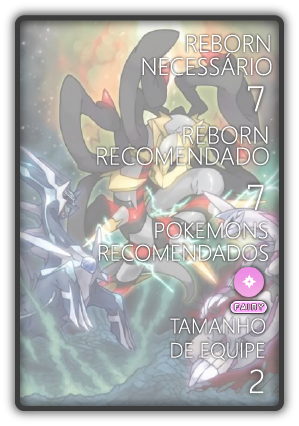 REBORN
NECESSÁRIO
7
REBORN
RECOMENDADO
7
POKEMONS
RECOMENDADOS
FAIRY
TAMANHO
DE EQUIPE
2